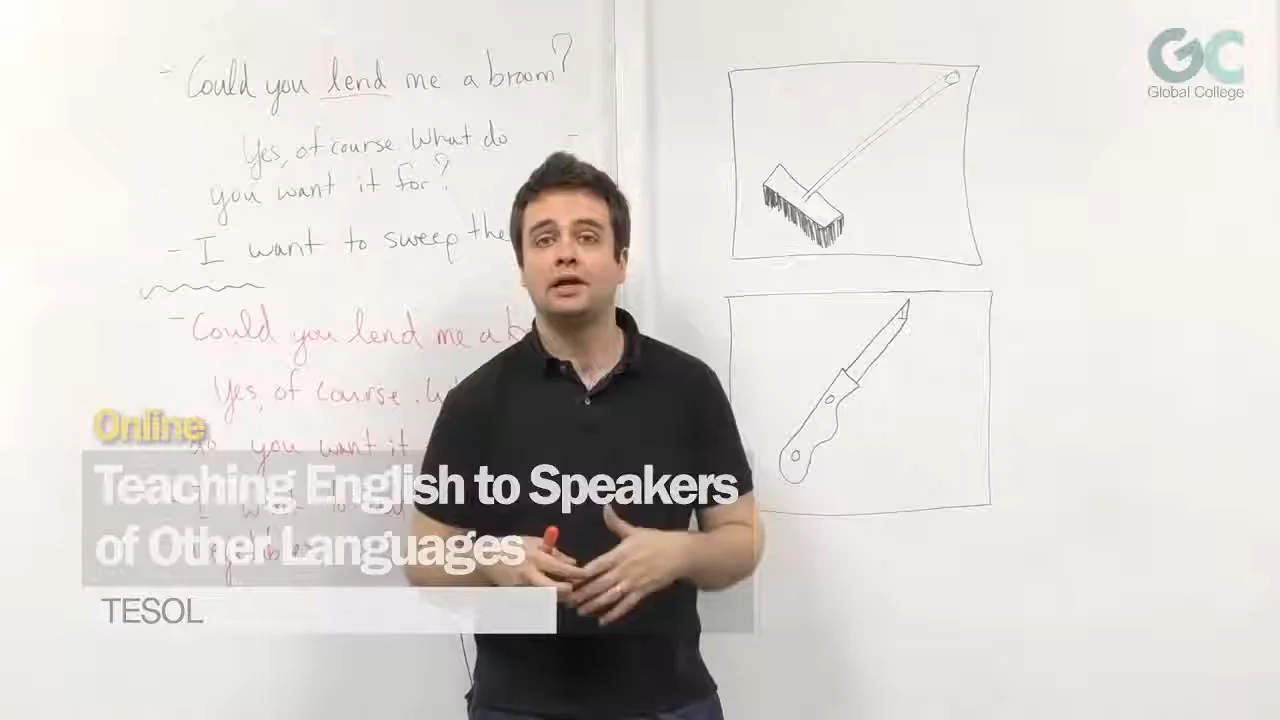 - Could you lend me a broom?
Yes, of course. What do
you want it for?
- I want to sweep the
- Could you lend me a
Yes, of course.
do you want it
Online
Teaching English to Speakers
of Other Languages
TESOL
GC
Global College